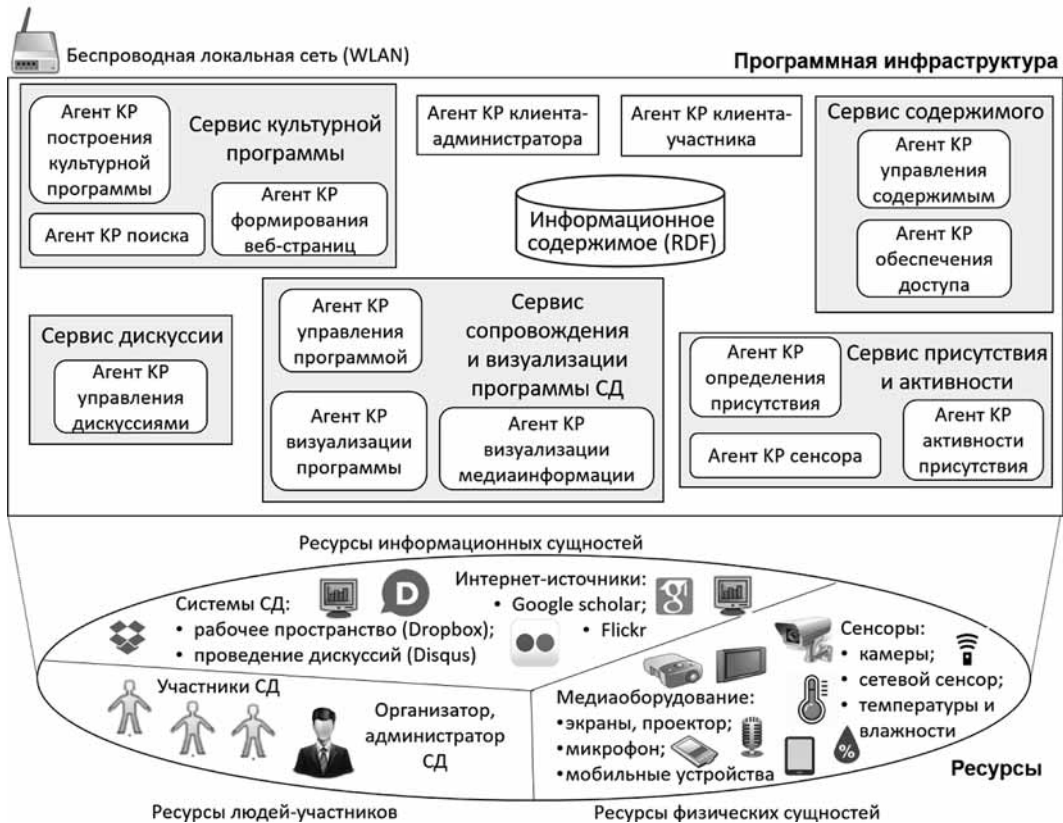 Беспроводная локальная сеть (WLAN)
Программная инфраструктура
Агент КР
построения
культурной
программы
Сервис культурной
программы
Агент КР поиска
Агент КР
формирования
веб-страниц
Агент КР клиента-
администратора
Агент КР клиента-
участника
Информационное
содержимое (RDF)
Сервис содержимого
Агент КР
управления
содержимым
Агент КР
обеспечения
доступа
Сервис дискуссии
Агент КР
управления
дискуссиями
Агент КР
управления
программой
Сервис
сопровождения
и визуализации
программы СД
Агент КР
визуализации
программы
Агент КР
визуализации
медиаинформации
Агент КР
определения
присутствия
Сервис присутствия
и активности
Агент КР сенсора
Агент КР
активности
присутствия
Ресурсы информационных сущностей
Системы СД:
• рабочее пространство (Dropbox);
• проведение дискуссий (Disqus)
D
Интернет-источники:
• Google scholar;
• Flickr
g
Сенсоры:
• камеры;
• сетевой сенсор;
• температуры и
влажности
%
Участники СД
Организатор,
администратор
СД
Медиаоборудование:
•экраны, проектор;
•микрофон;
•мобильные устройства
Ресурсы
Ресурсы людей-участников
Ресурсы физических сущностей